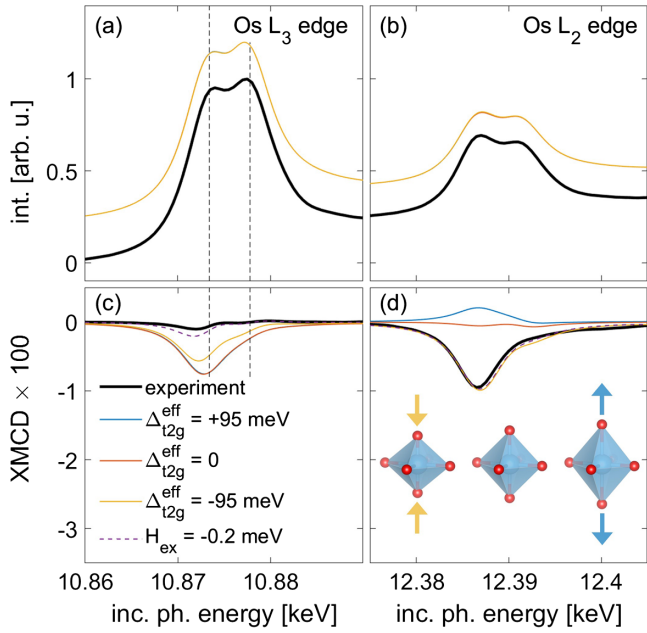 (a) Os L3 edge
(b) Os L2 edge
1
0.5
0
int. [arb. u.]
(c)
(d)
0
-1
-2
-3
XMCD × 100
experiment
Δeff t2g = +95 meV
Δeff t2g = 0
Δeff t2g = -95 meV
Hex = -0.2 meV
10.86 10.87 10.88
12.38 12.39 12.4
inc. ph. energy [keV]
inc. ph. energy [keV]